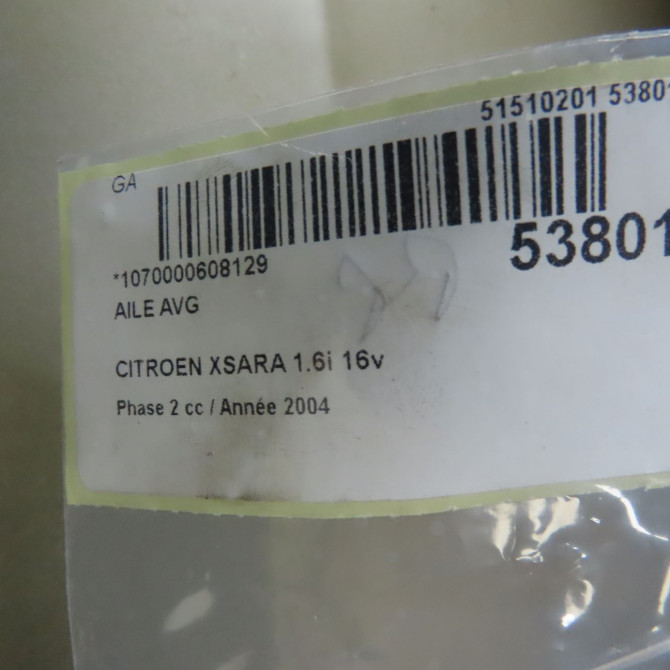 51510201 53801
GA
53801
*1070000608129
AILE AVG
CITROEN XSARA 1.6i 16v
Phase 2 cc / Année 2004